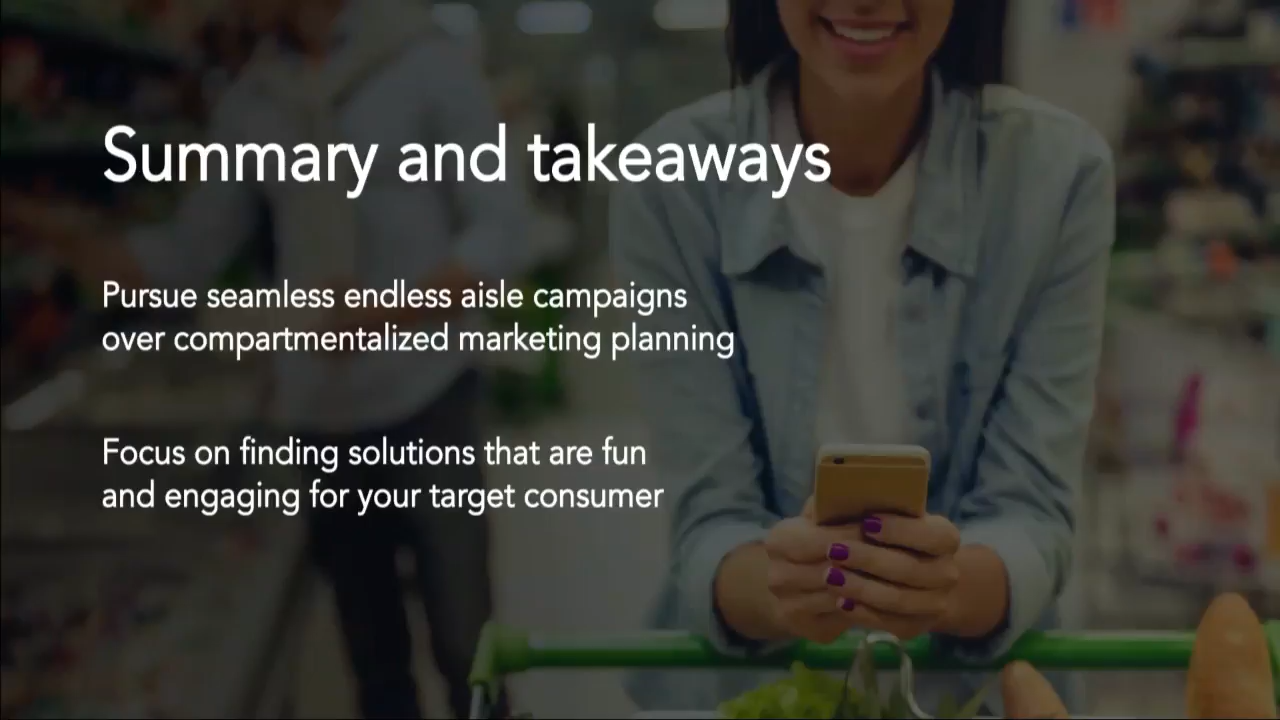 Summary and takeaways
Pursue seamless endless aisle campaigns
over compartmentalized marketing planning
Focus on finding solutions that are fun
and engaging for your target consumer